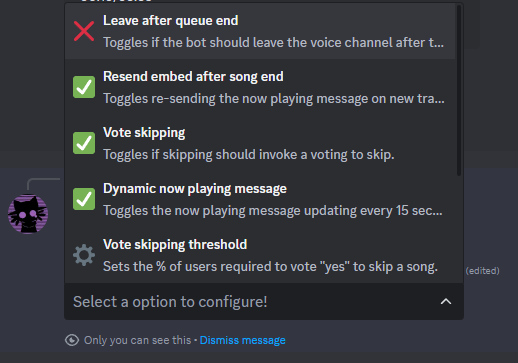 Leave after queue end
Toggles if the bot should leave the voice channel after t...
Resend embed after song end
Toggles re-sending the now playing message on new tra...
Vote skipping
Toggles if skipping should invoke a voting to skip.
Dynamic now playing message
Toggles the now playing message updating every 15 sec...
Vote skipping threshold
Sets the % of users required to vote "yes" to skip a song.
(edited)
Select a option to configure!
Only you can see this • Dismiss message